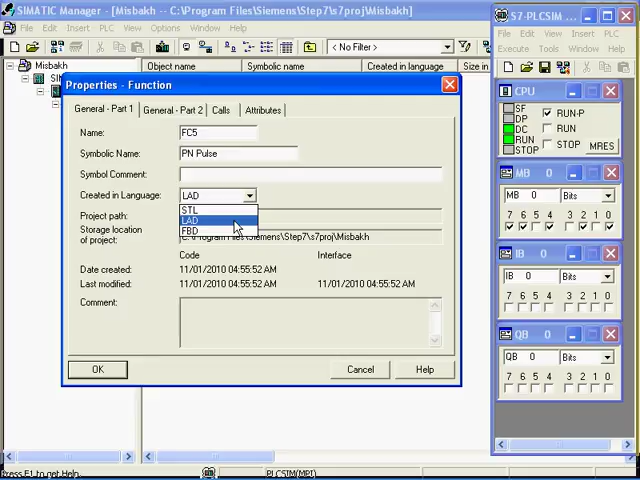 SIMATIC Manager -- C:\Program Files\Siemens\Step7\s7proj\Misbakh]
SIMATIC Manager - [Misbakh -- C:\Program Files\Siemens\Step7\s7proj\Misbakh]
File Edit Insert PLC View Options Window Help
< No Filter >
Misbakh
Object name Symbolic name Created in language Size in
Properties - Function
General - Part 1 General - Part 2 Calls Attributes
Name: FC5
Symbolic Name: PN Pulse
Symbol Comment:
Created in Language: LAD
STL
LAD
FBD
Project path:
Storage location of project: C:\Program Files\Siemens\Step7\s7proj\Misbakh
Code Interface
Date created: 11/01/2010 04:55:52 AM
Last modified: 11/01/2010 04:55:52 AM 11/01/2010 04:55:52 AM
Comment:
OK Cancel Help
Press F1 to get Help.
PLCSIM(MPI)
S7-PLCSIM
File Edit View Insert PLC
Execute Tools Window Help
CPU
SF
DP
DC
RUN
STOP
RUN-P
RUN
STOP
MRES
MB 0
MB 0 Bits
7 6 5 4 3 2 1 0
IB 0
IB 0 Bits
7 6 5 4 3 2 1 0
QB 0
QB 0 Bits
7 6 5 4 3 2 1 0